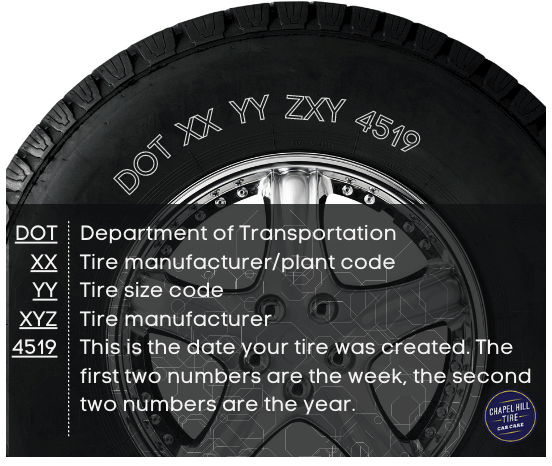 DOT XX YY ZXY 4519
DOT Department of Transportation
XX Tire manufacturer/plant code
YY Tire size code
XYZ Tire manufacturer
4519 This is the date your tire was created. The
first two numbers are the week, the second
two numbers are the year.
CHAPEL HILL
TIRE
CAR CARE